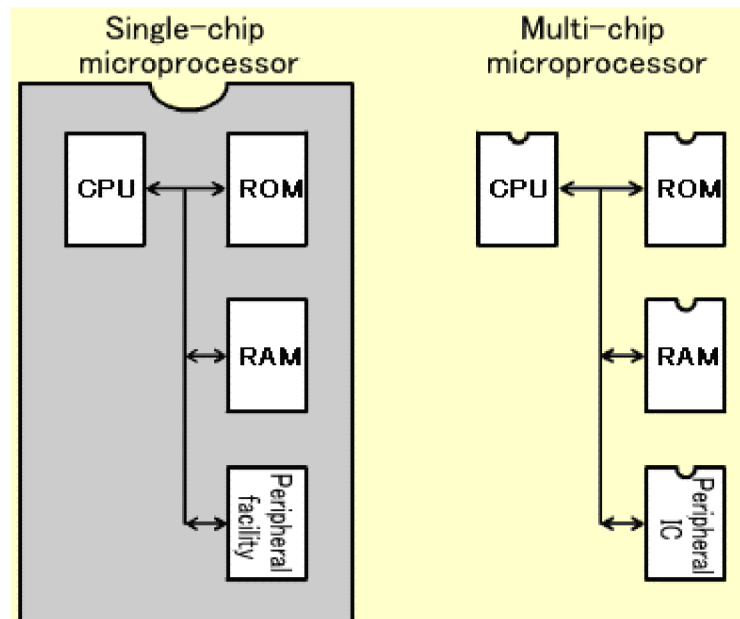 Single-chip
microprocessor
CPU
ROM
RAM
Peripheral
facility
Multi-chip
microprocessor
CPU
ROM
RAM
Peripheral
IC